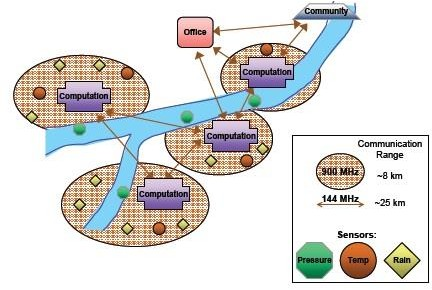 Community
Office
Computation
Computation
Computation
Computation
Communication
Range
900 MHz
~8 km
144 MHz
~25 km
Sensors:
Pressure
Temp
Rain